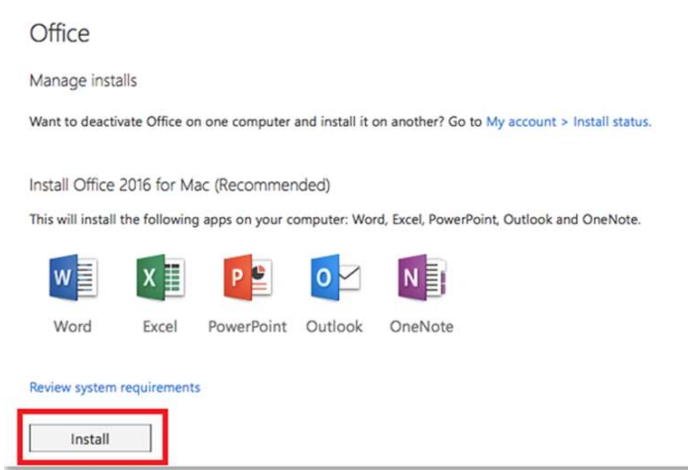 Office
Manage installs
Want to deactivate Office on one computer and install it on another? Go to My account > Install status.
Install Office 2016 for Mac (Recommended)
This will install the following apps on your computer: Word, Excel, PowerPoint, Outlook and OneNote.
W X P O N
Word Excel PowerPoint Outlook OneNote
Review system requirements
Install